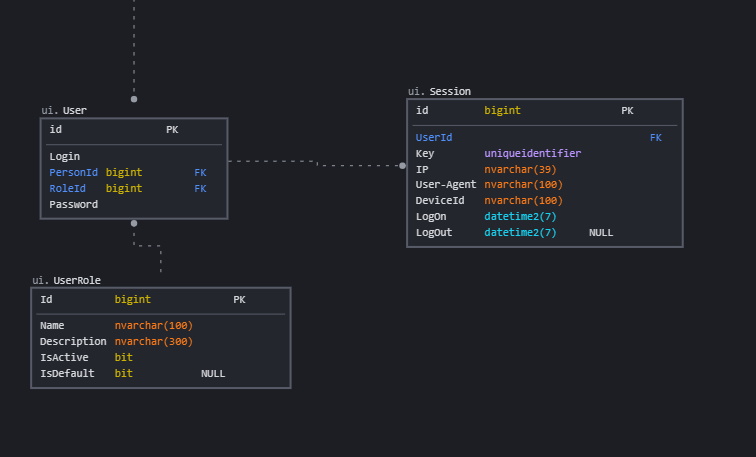 ui. User
id PK
Login
PersonId bigint FK
RoleId bigint FK
Password
ui. Session
id bigint PK
UserId FK
Key uniqueidentifier
IP nvarchar(39)
User-Agent nvarchar(100)
DeviceId nvarchar(100)
LogOn datetime2(7)
LogOut datetime2(7) NULL
ui. UserRole
Id bigint PK
Name nvarchar(100)
Description nvarchar(300)
IsActive bit
IsDefault bit NULL